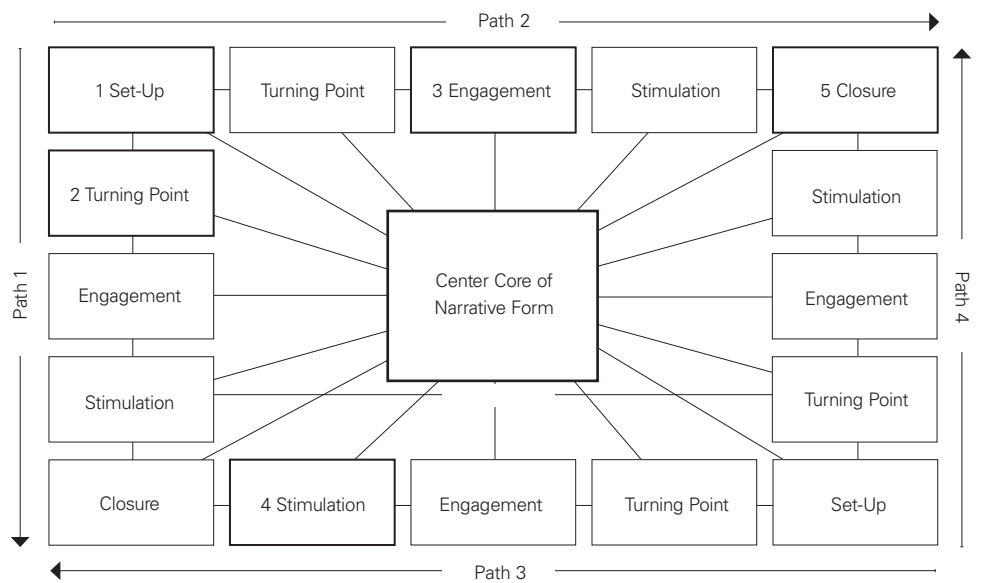 Path 2
1 Set-Up
Turning Point
3 Engagement
Stimulation
5 Closure
2 Turning Point
Stimulation
Path 1
Engagement
Center Core of
Narrative Form
Engagement
Path 4
Stimulation
Turning Point
Closure
4 Stimulation
Engagement
Turning Point
Set-Up
Path 3